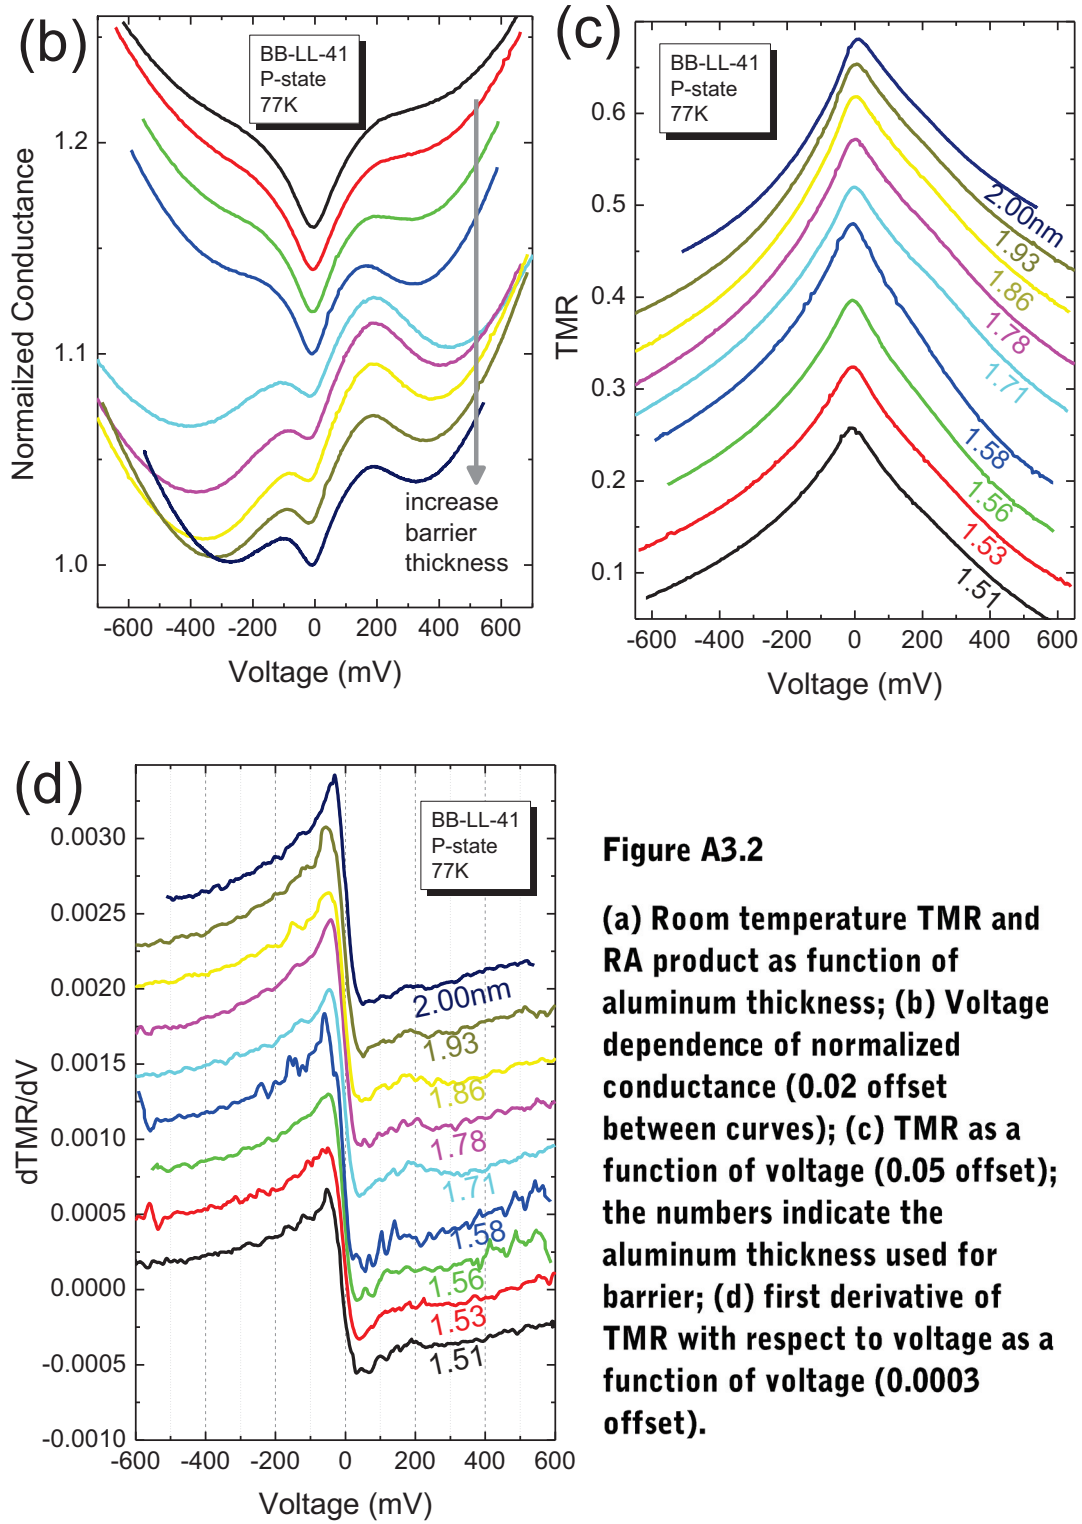 (b)
BB-LL-41
P-state
77K
1.2
1.1
1.0
Normailzed Conductance
increase
barrier
thickness
-600 -400 -200 0 200 400 600
Voltage (mV)
(c)
BB-LL-41
P-state
77K
0.6
0.5
0.4
0.3
0.2
0.1
TMR
2.00nm
1.93
1.86
1.78
1.71
1.58
1.56
1.53
1.51
-600 -400 -200 0 200 400 600
Voltage (mV)
(d)
BB-LL-41
P-state
77K
0.0030
0.0025
0.0020
0.0015
0.0010
0.0005
0.0000
-0.0005
-0.0010
dTMR/dV
2.00nm
1.93
1.86
1.78
1.71
1.58
1.56
1.53
1.51
-600 -400 -200 0 200 400 600
Voltage (mV)
Figure A3.2
(a) Room temperature TMR and
RA product as function of
aluminum thickness; (b) Voltage
dependence of normalized
conductance (0.02 offset
between curves); (c) TMR as a
function of voltage (0.05 offset);
the numbers indicate the
aluminum thickness used for
barrier; (d) first derivative of
TMR with respect to voltage as a
function of voltage (0.0003
offset).